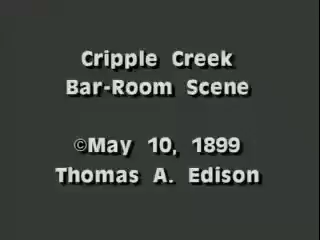 Cripple Creek
Bar-Room Scene
©May 10, 1899
Thomas A. Edison